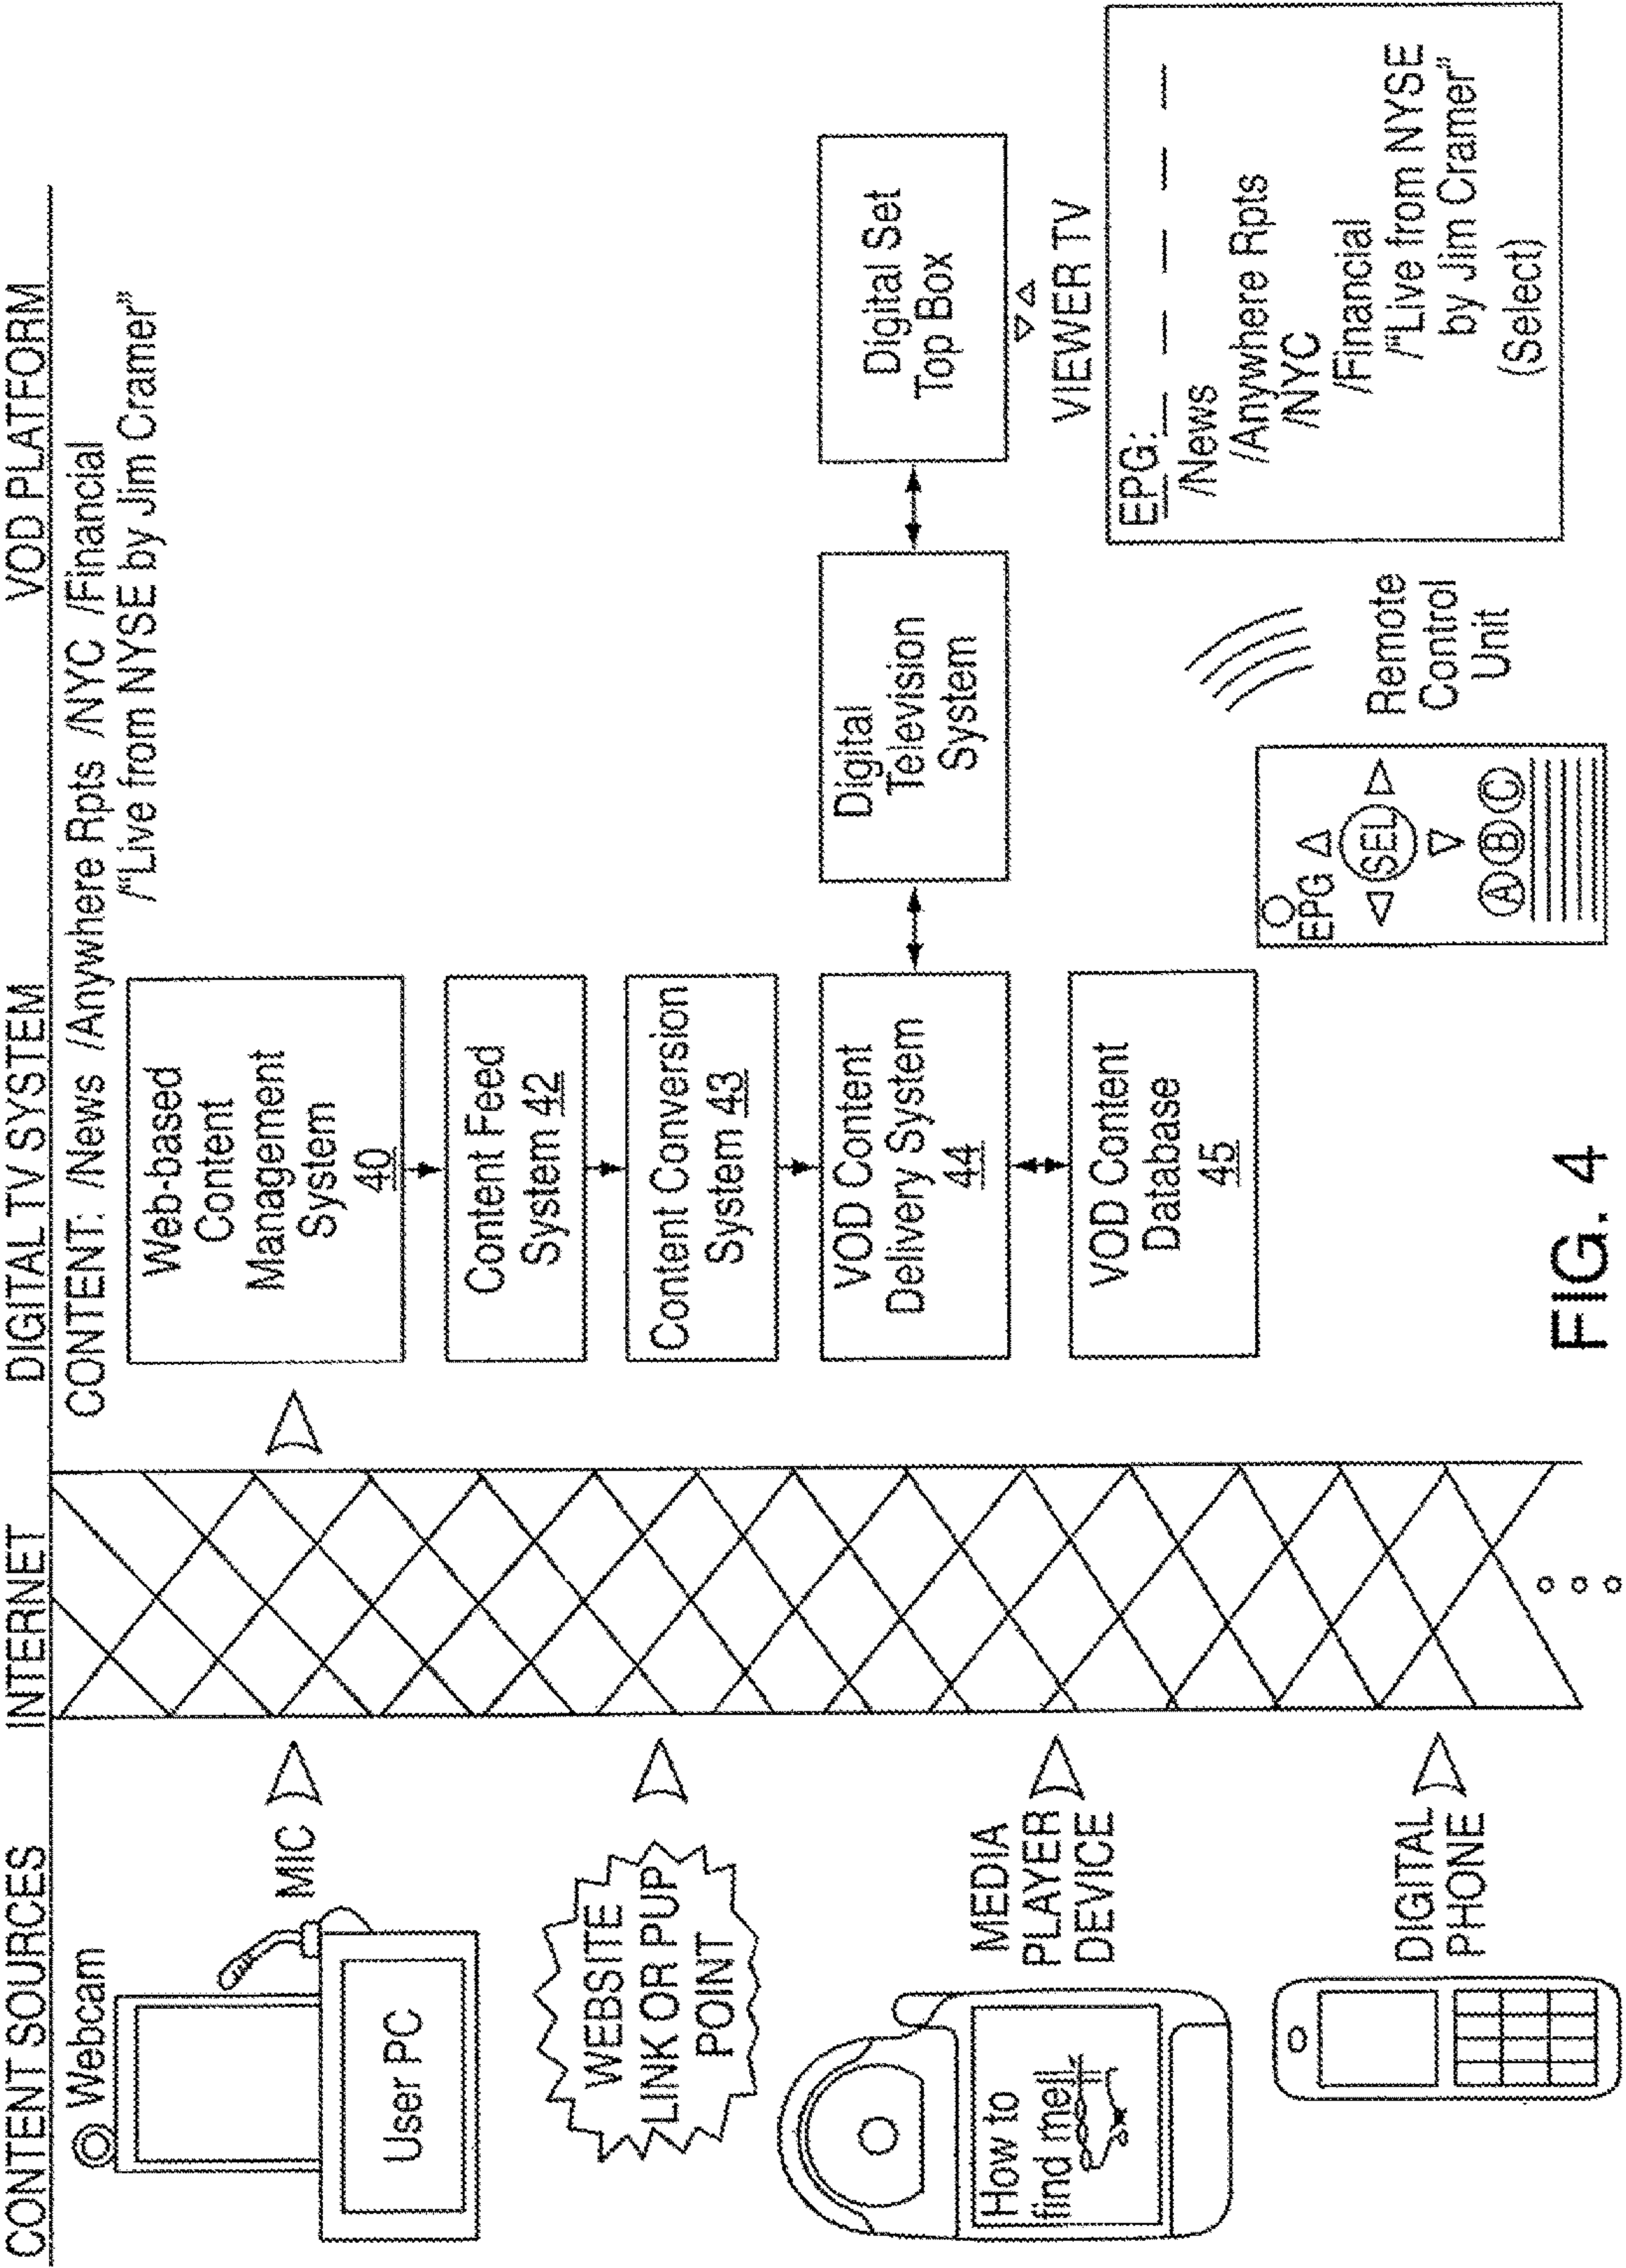 CONTENT SOURCES INTERNET DIGITAL TV SYSTEM VOD PLATFORM
CONTENT: /News /Anywhere Rpts /NYC /Financial
/"Live from NYSE by Jim Cramer"
Webcam
MIC
User PC
WEBSITE
LINK OR PUP
POINT
MEDIA
PLAYER
DEVICE
How to
find me!
DIGITAL
PHONE
Web-based
Content
Management
System
40
Content Feed
System 42
Content Conversion
System 43
VOD Content
Delivery System
44
VOD Content
Database
45
Digital
Television
System
Digital Set
Top Box
VIEWER TV
EPG:
/News
/Anywhere Rpts
/NYC
/Financial
/"Live from NYSE
by Jim Cramer"
(Select)
EPG
SEL
A B C
Remote
Control
Unit
FIG. 4